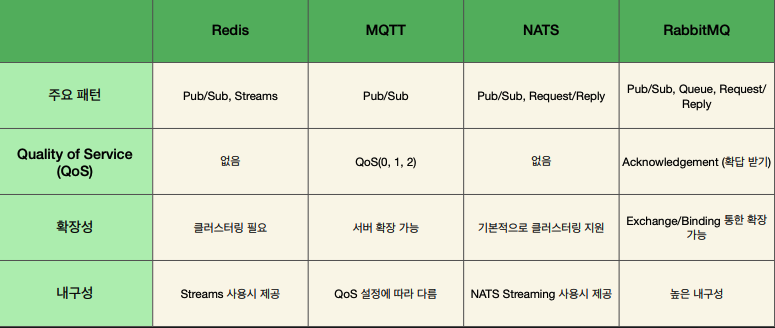 Redis MQTT NATS RabbitMQ
주요 패턴 Pub/Sub, Streams Pub/Sub Pub/Sub, Request/Reply Pub/Sub, Queue, Request/
Reply
Quality of Service
(QoS) 없음 QoS(0, 1, 2) 없음 Acknowledgement (확답 받기)
확장성 클러스터링 필요 서버 확장 가능 기본적으로 클러스터링 지원 Exchange/Binding 통한 확장
가능
내구성 Streams 사용시 제공 QoS 설정에 따라 다름 NATS Streaming 사용시 제공 높은 내구성